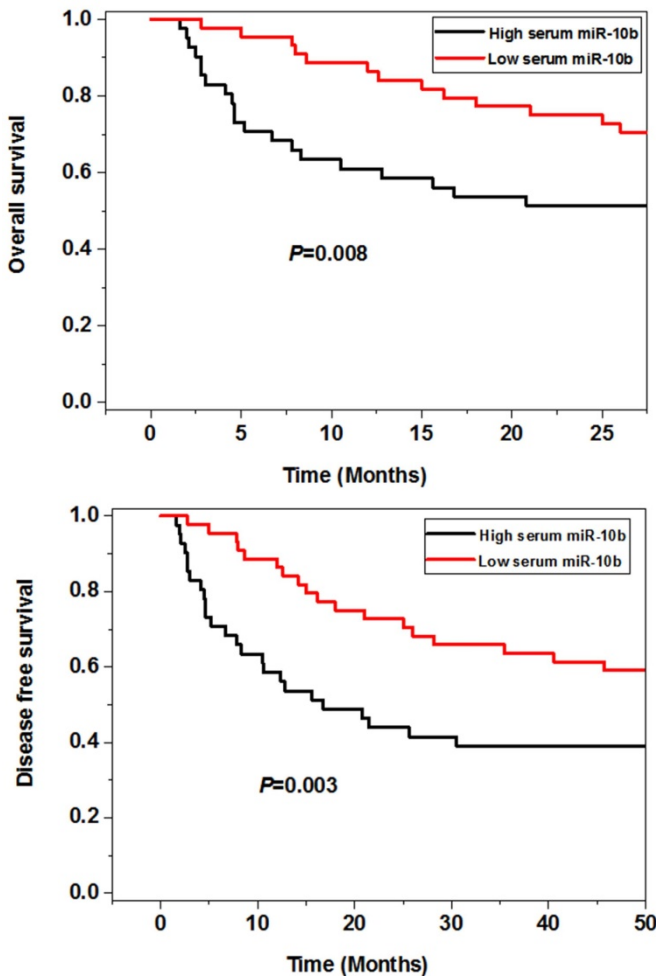 1.0
High serum miR-10b
Low serum miR-10b
0.8
0.6
Overall survival
0.4
P=0.008
0.2
0.0
0 5 10 15 20 25
Time (Months)
1.0
High serum miR-10b
Low serum miR-10b
0.8
0.6
Disease free survival
0.4
P=0.003
0.2
0.0
0 10 20 30 40 50
Time (Months)